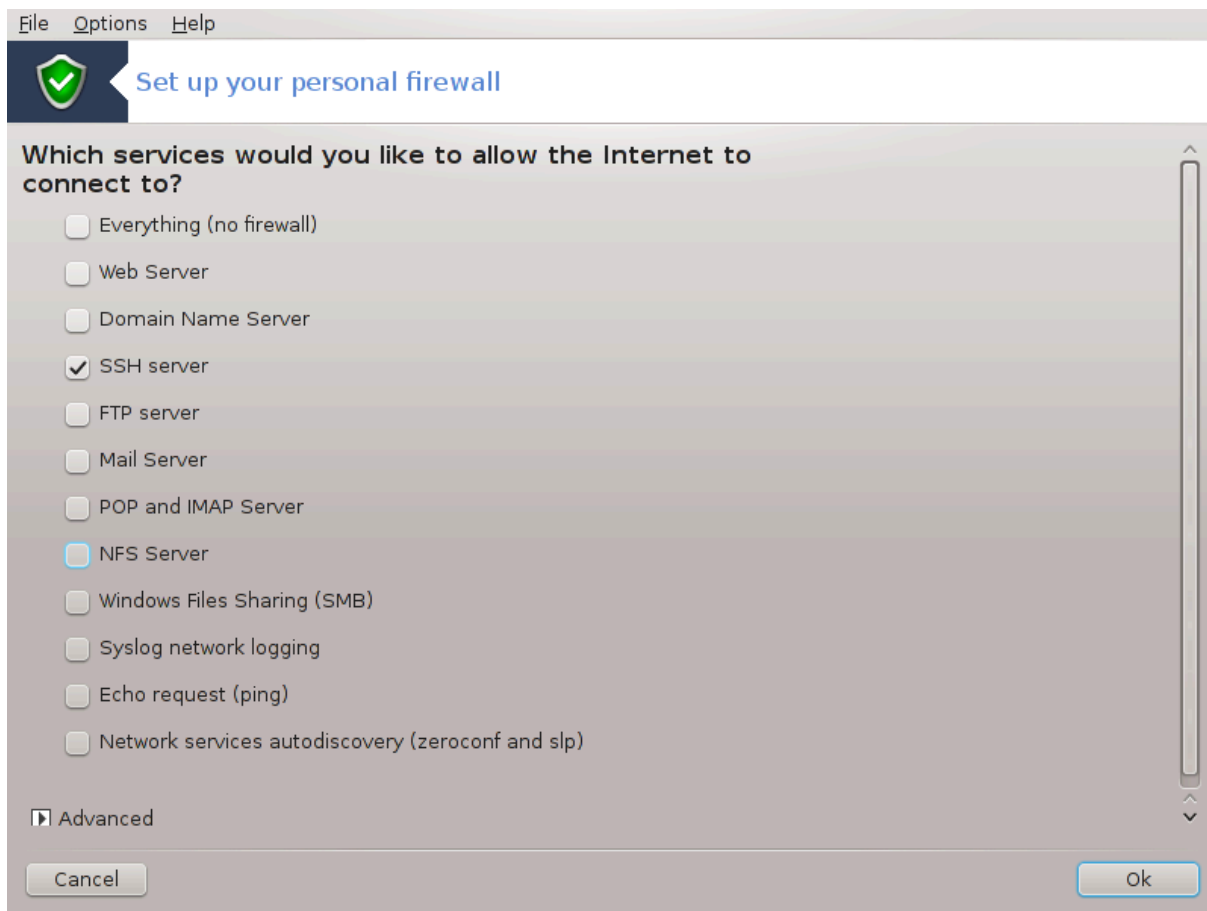 File Options Help
Set up your personal firewall
Which services would you like to allow the Internet to
connect to?
Everything (no firewall)
Web Server
Domain Name Server
SSH server
FTP server
Mail Server
POP and IMAP Server
NFS Server
Windows Files Sharing (SMB)
Syslog network logging
Echo request (ping)
Network services autodiscovery (zeroconf and slp)
Advanced
Cancel Ok